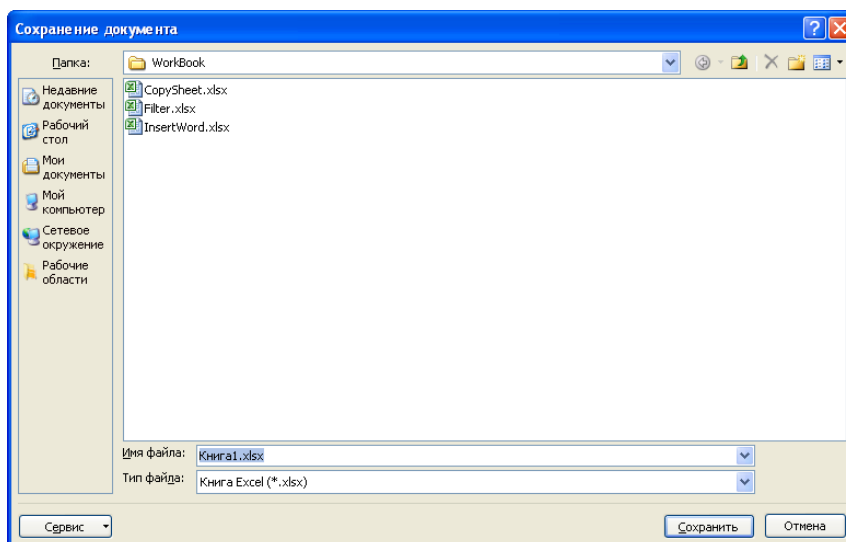 Сохранение документа
Папка:
WorkBook
Недавние
документы
Рабочий
стол
Мои
документы
Мой
компьютер
Сетевое
окружение
Рабочие
области
CopySheet.xlsx
Filter.xlsx
InsertWord.xlsx
Имя файла:
Книга1.xlsx
Тип файла:
Книга Excel (*.xlsx)
Сервис
Сохранить
Отмена